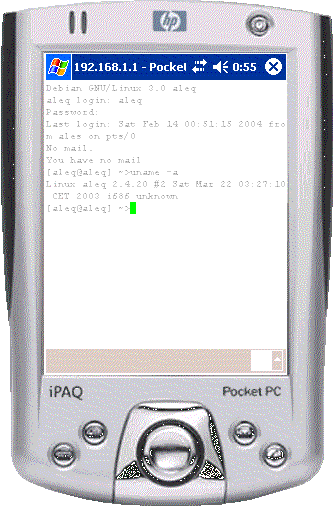 hp
192.168.1.1 - Pocket 0:55
Debian GNU/Linux 3.0 aleq
aleq login: aleq
Password:
Last login: Sat Feb 14 00:51:15 2004 fro
m ales on pts/0
No mail.
You have no mail
[aleq@aleq] ~>uname -a
Linux aleq 2.4.20 #2 Sat Mar 22 00:27:10
CET 2003 i686 unknown
[aleq@aleq] ~>
iPAQ Pocket PC